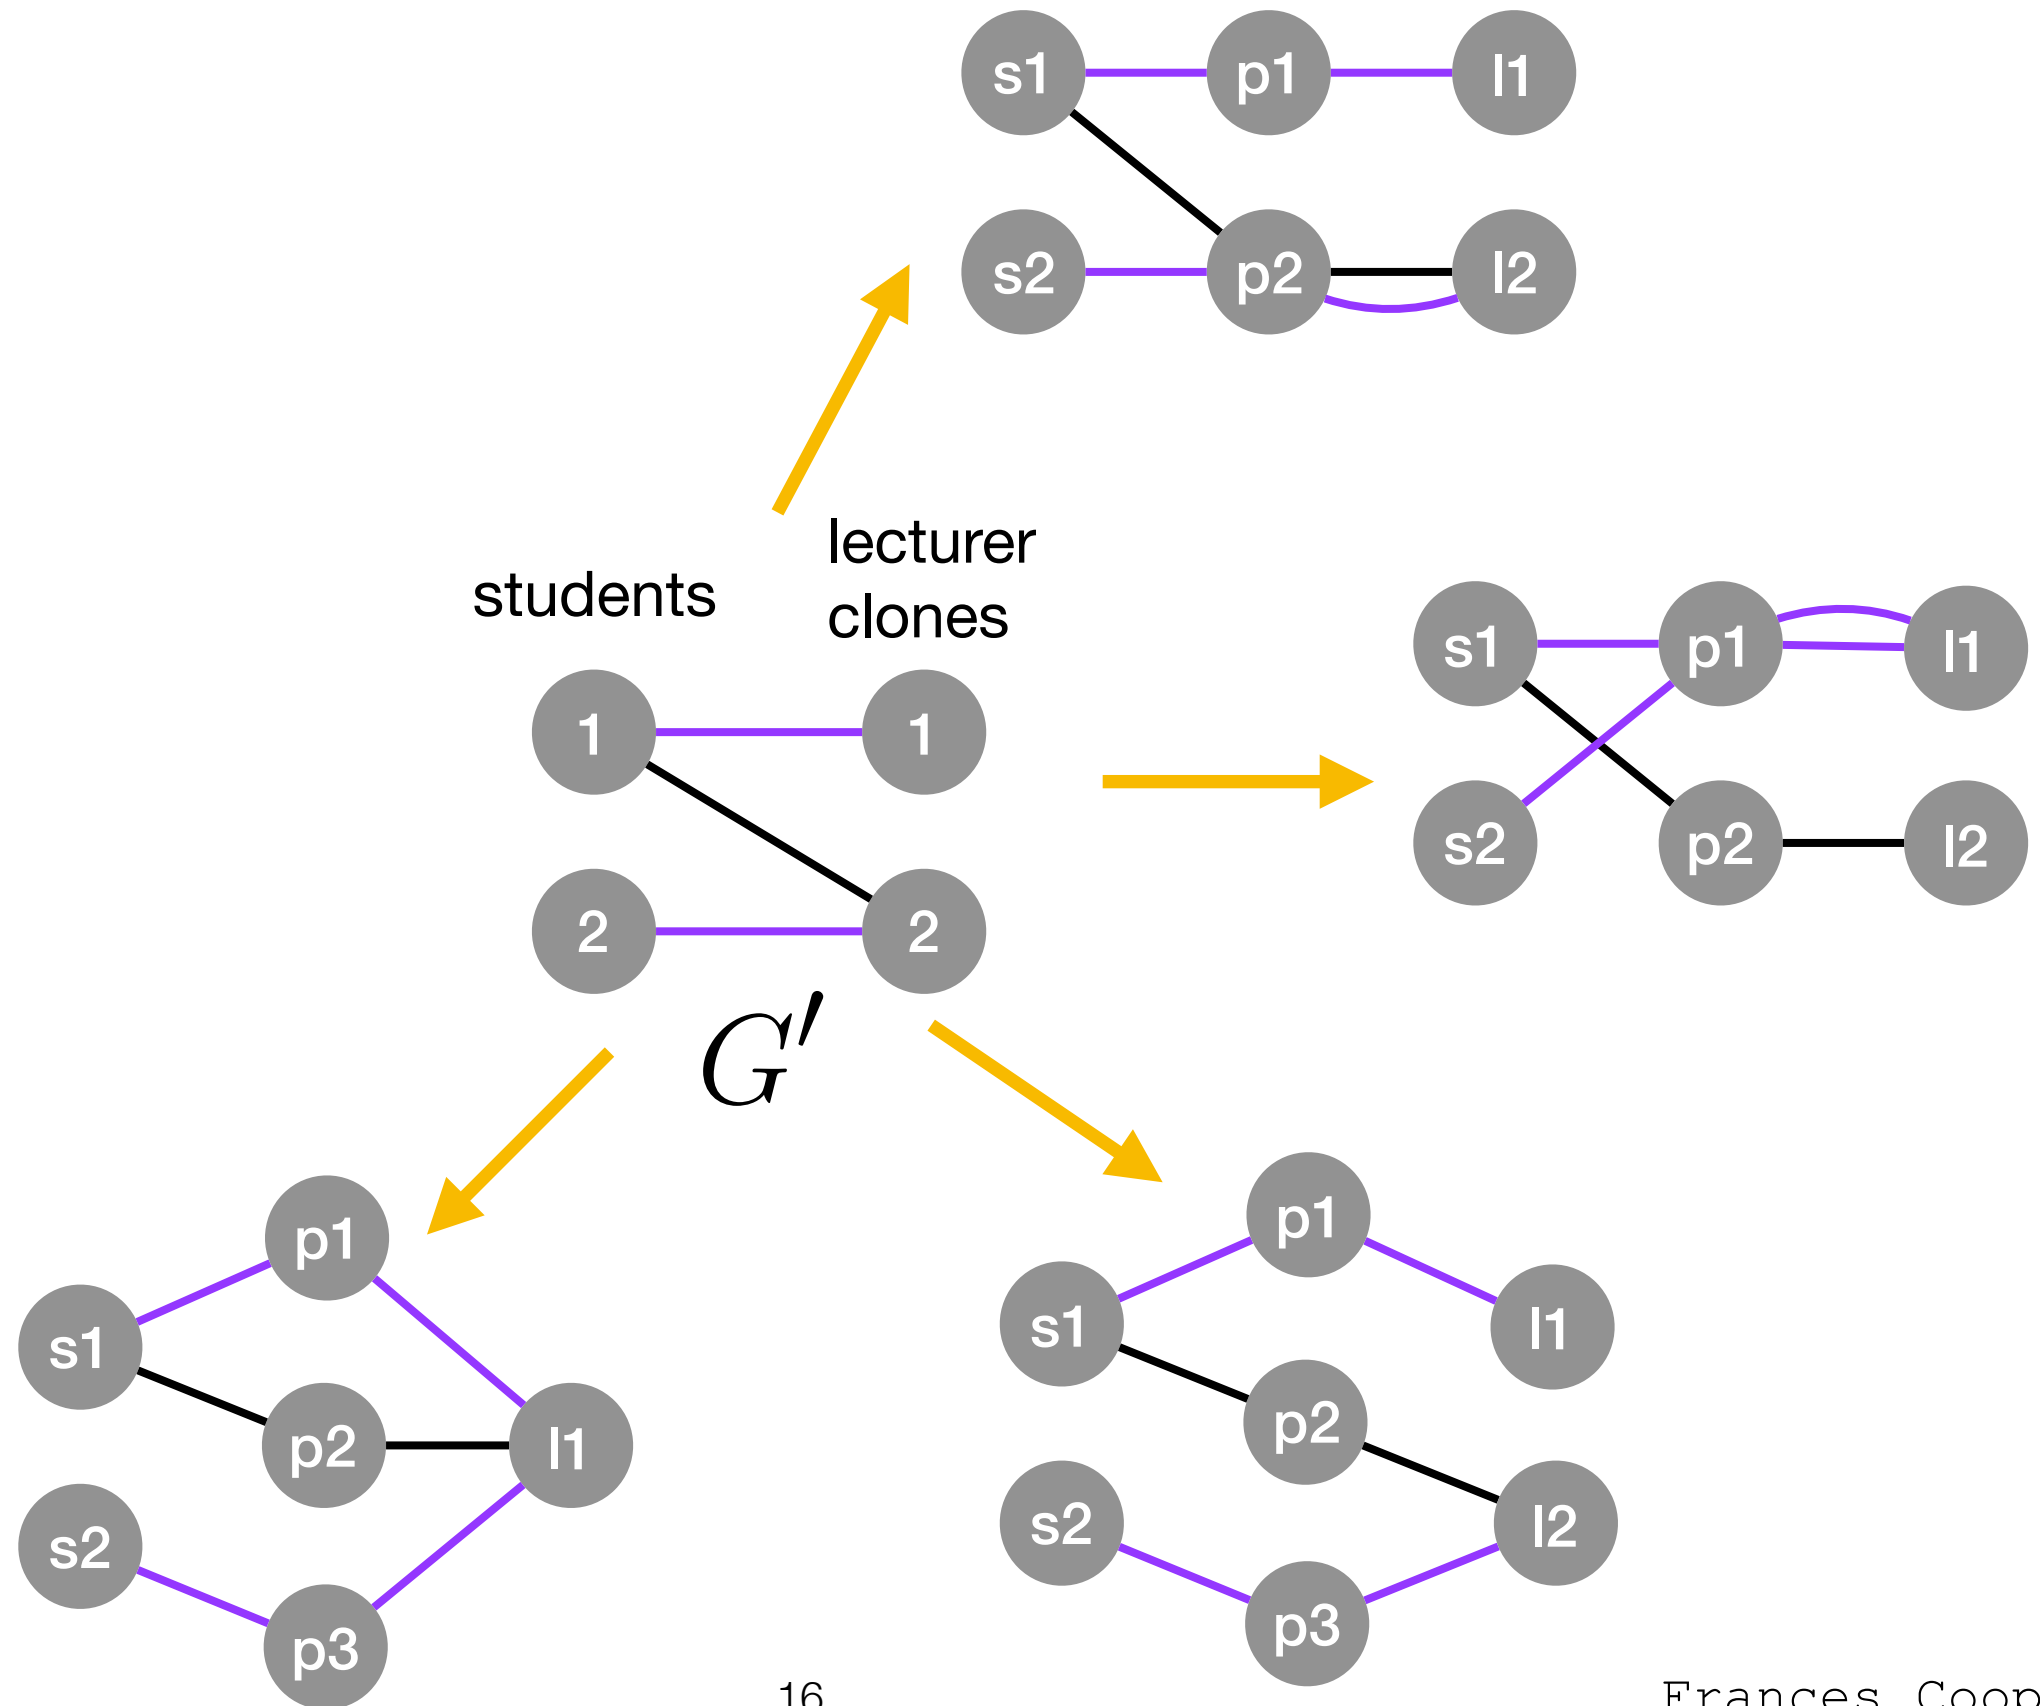 s1 p1 l1
s2 p2 l2
lecturer
clones
students
s1 p1 l1
s2 p2 l2
1 1
2 2
G′
p1
s1
p2 l1
s2
p3
p1
s1 l1
p2
s2 l2
p3
16
Frances